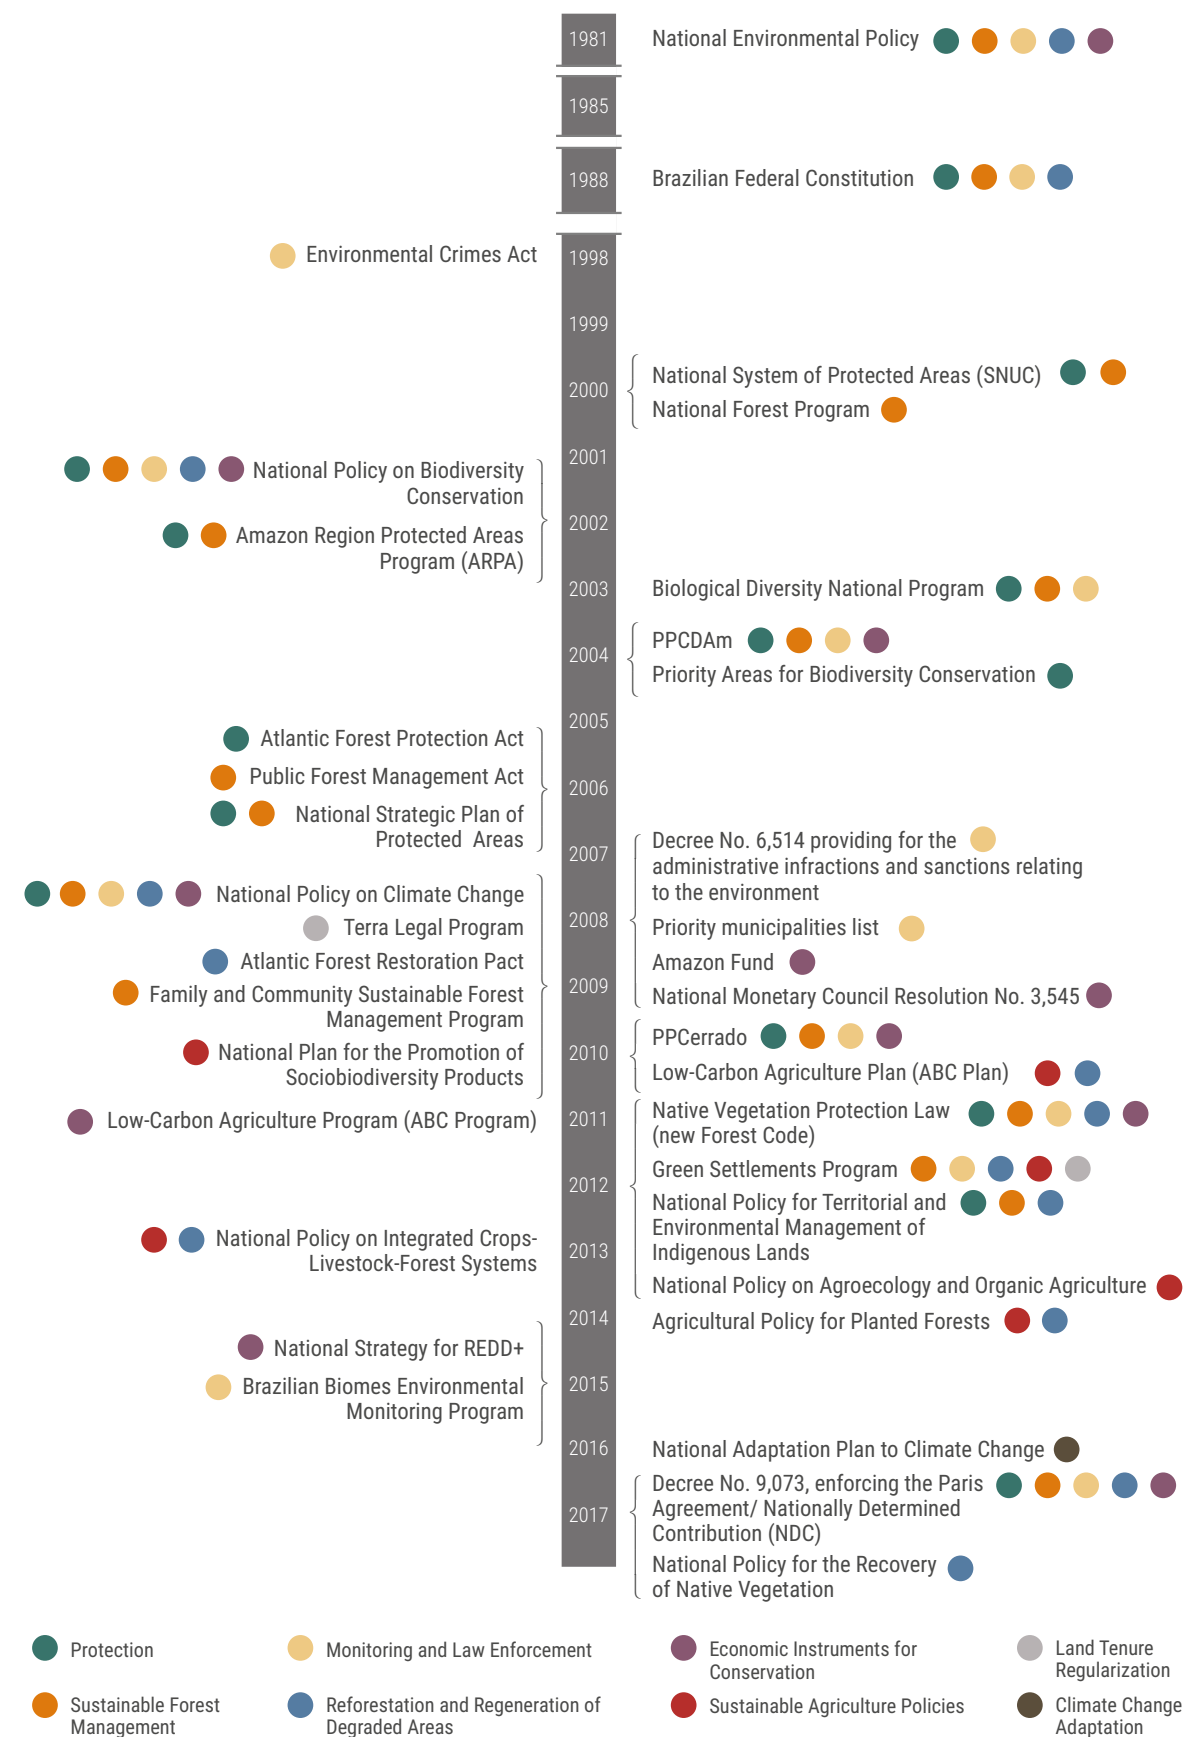 1981
National Environmental Policy
1985
1988
Brazilian Federal Constitution
Environmental Crimes Act
1998
1999
2000
National System of Protected Areas (SNUC)
National Forest Program
2001
National Policy on Biodiversity
Conservation
2002
Amazon Region Protected Areas
Program (ARPA)
2003
Biological Diversity National Program
2004
PPCDAm
Priority Areas for Biodiversity Conservation
2005
Atlantic Forest Protection Act
Public Forest Management Act
2006
National Strategic Plan of
Protected Areas
2007
Decree No. 6,514 providing for the
administrative infractions and sanctions relating
to the environment
National Policy on Climate Change
2008
Priority municipalities list
Terra Legal Program
Amazon Fund
Atlantic Forest Restoration Pact
2009
National Monetary Council Resolution No. 3,545
Family and Community Sustainable Forest
Management Program
2010
PPCerrado
National Plan for the Promotion of
Sociobiodiversity Products
Low-Carbon Agriculture Plan (ABC Plan)
Low-Carbon Agriculture Program (ABC Program)
2011
Native Vegetation Protection Law
(new Forest Code)
Green Settlements Program
2012
National Policy for Territorial and
Environmental Management of
Indigenous Lands
National Policy on Integrated Crops-
Livestock-Forest Systems
2013
National Policy on Agroecology and Organic Agriculture
2014
Agricultural Policy for Planted Forests
National Strategy for REDD+
2015
Brazilian Biomes Environmental
Monitoring Program
2016
National Adaptation Plan to Climate Change
2017
Decree No. 9,073, enforcing the Paris
Agreement/ Nationally Determined
Contribution (NDC)
National Policy for the Recovery
of Native Vegetation
Protection
Monitoring and Law Enforcement
Economic Instruments for
Conservation
Land Tenure
Regularization
Sustainable Forest
Management
Reforestation and Regeneration of
Degraded Areas
Sustainable Agriculture Policies
Climate Change
Adaptation